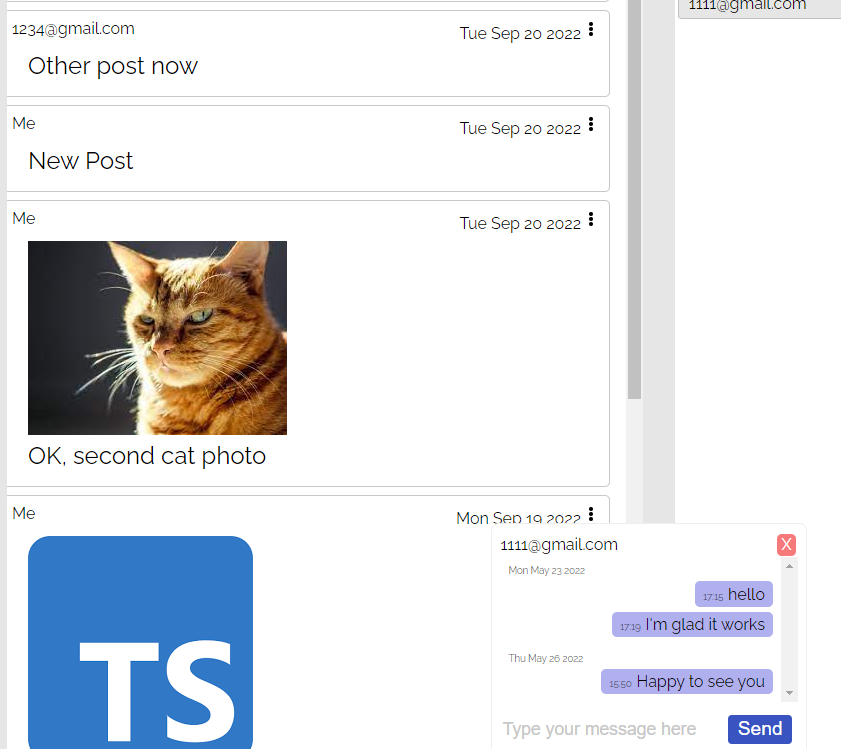 1111@gmail.com
1234@gmail.com
Tue Sep 20 2022
Other post now
Me
Tue Sep 20 2022
New Post
Me
Tue Sep 20 2022
OK, second cat photo
Me
Mon Sep 19 2022
TS
1111@gmail.com
X
Mon May 23 2022
17:15 hello
17:19 I'm glad it works
Thu May 26 2022
15:50 Happy to see you
Type your message here
Send